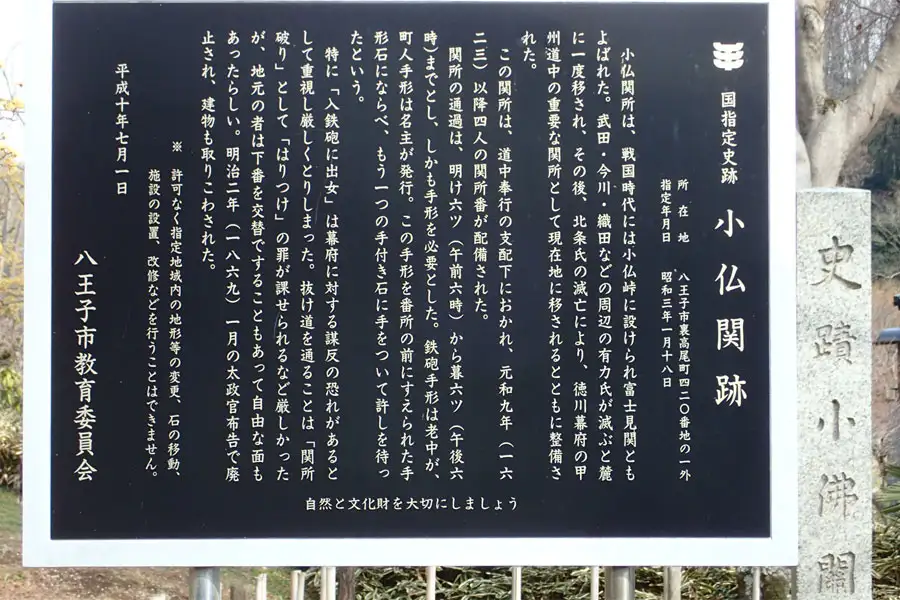 国指定史跡 小仏関跡
所在地 八王子市裏高尾町四二〇番地の一外
指定年月日 昭和三年一月十八日
小仏関所は、戦国時代には小仏峠に設けられ富士見関とも
よばれた。武田・今川・織田などの周辺の有力氏が滅ぶと麓
に一度移され、その後、北条氏の滅亡により、徳川幕府の甲
州道中の重要な関所として現在地に移されるとともに整備さ
れた。
この関所は、道中奉行の支配下におかれ、元和九年（一六
二三）以降四人の関所番が配備された。
関所の通過は、明け六ツ（午前六時）から暮六ツ（午後六
時）までとし、しかも手形を必要とした。鉄砲手形は老中が、
町人手形は名主が発行。この手形を番所の前にすえられた手
形石にならべ、もう一つの手付き石に手をついて許しを待っ
たという。
特に「入鉄砲に出女」は幕府に対する謀反の恐れがあると
して重視し厳しくとりしまった。抜け道を通ることは「関所
破り」として「はりつけ」の罪が課せられるなど厳しかった
が、地元の者は下番を交替ですることもあって自由な面も
あったらしい。明治二年（一八六九）一月の太政官布告で廃
止され、建物も取りこわされた。
※ 許可なく指定地域内の地形等の変更、石の移動、
施設の設置、改修などを行うことはできません。
平成十年七月一日
八王子市教育委員会
自然と文化財を大切にしましょう
史蹟小佛關